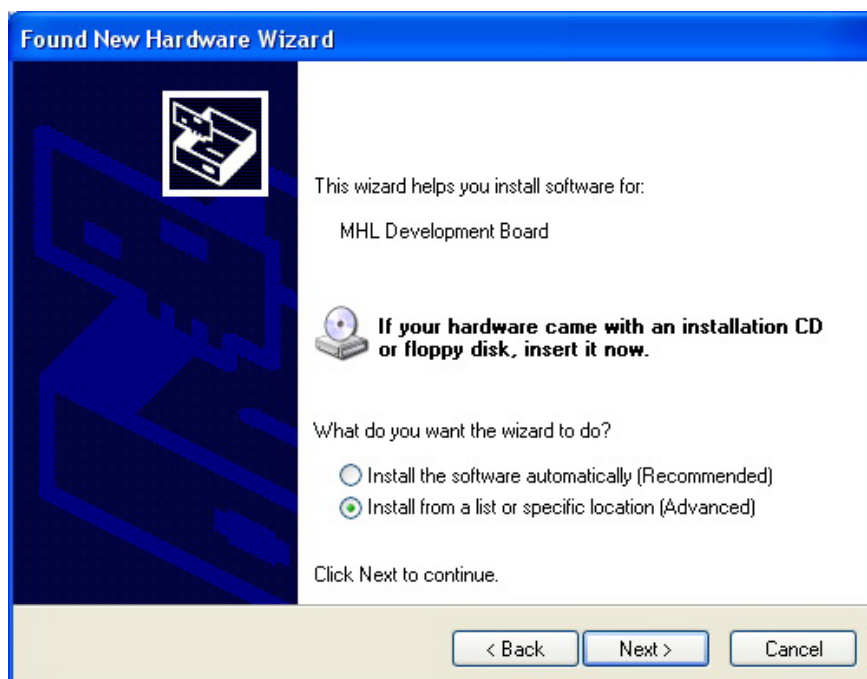 Found New Hardware Wizard
This wizard helps you install software for:
MHL Development Board
If your hardware came with an installation CD
or floppy disk, insert it now.
What do you want the wizard to do?
Install the software automatically (Recommended)
Install from a list or specific location (Advanced)
Click Next to continue.
< Back Next > Cancel